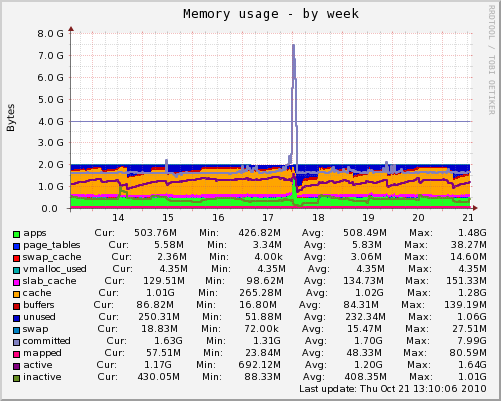 Memory usage - by week
RRDTOOL / TOBI OETIKER
Bytes
8.0 G
7.0 G
6.0 G
5.0 G
4.0 G
3.0 G
2.0 G
1.0 G
0.0
14 15 16 17 18 19 20 21
apps Cur: 503.76M Min: 426.82M Avg: 508.49M Max: 1.48G
page_tables Cur: 5.58M Min: 3.34M Avg: 5.83M Max: 38.27M
swap_cache Cur: 2.36M Min: 4.00k Avg: 3.06M Max: 14.60M
vmalloc_used Cur: 4.35M Min: 4.35M Avg: 4.35M Max: 4.35M
slab_cache Cur: 129.51M Min: 98.62M Avg: 134.73M Max: 151.33M
cache Cur: 1.01G Min: 265.28M Avg: 1.02G Max: 1.28G
buffers Cur: 86.82M Min: 16.80M Avg: 84.31M Max: 139.19M
unused Cur: 250.31M Min: 51.88M Avg: 232.34M Max: 1.06G
swap Cur: 18.83M Min: 72.00k Avg: 15.47M Max: 27.51M
committed Cur: 1.63G Min: 1.31G Avg: 1.70G Max: 7.99G
mapped Cur: 57.51M Min: 23.84M Avg: 48.33M Max: 80.59M
active Cur: 1.17G Min: 692.12M Avg: 1.20G Max: 1.64G
inactive Cur: 430.05M Min: 88.33M Avg: 408.35M Max: 1.01G
Last update: Thu Oct 21 13:10:06 2010